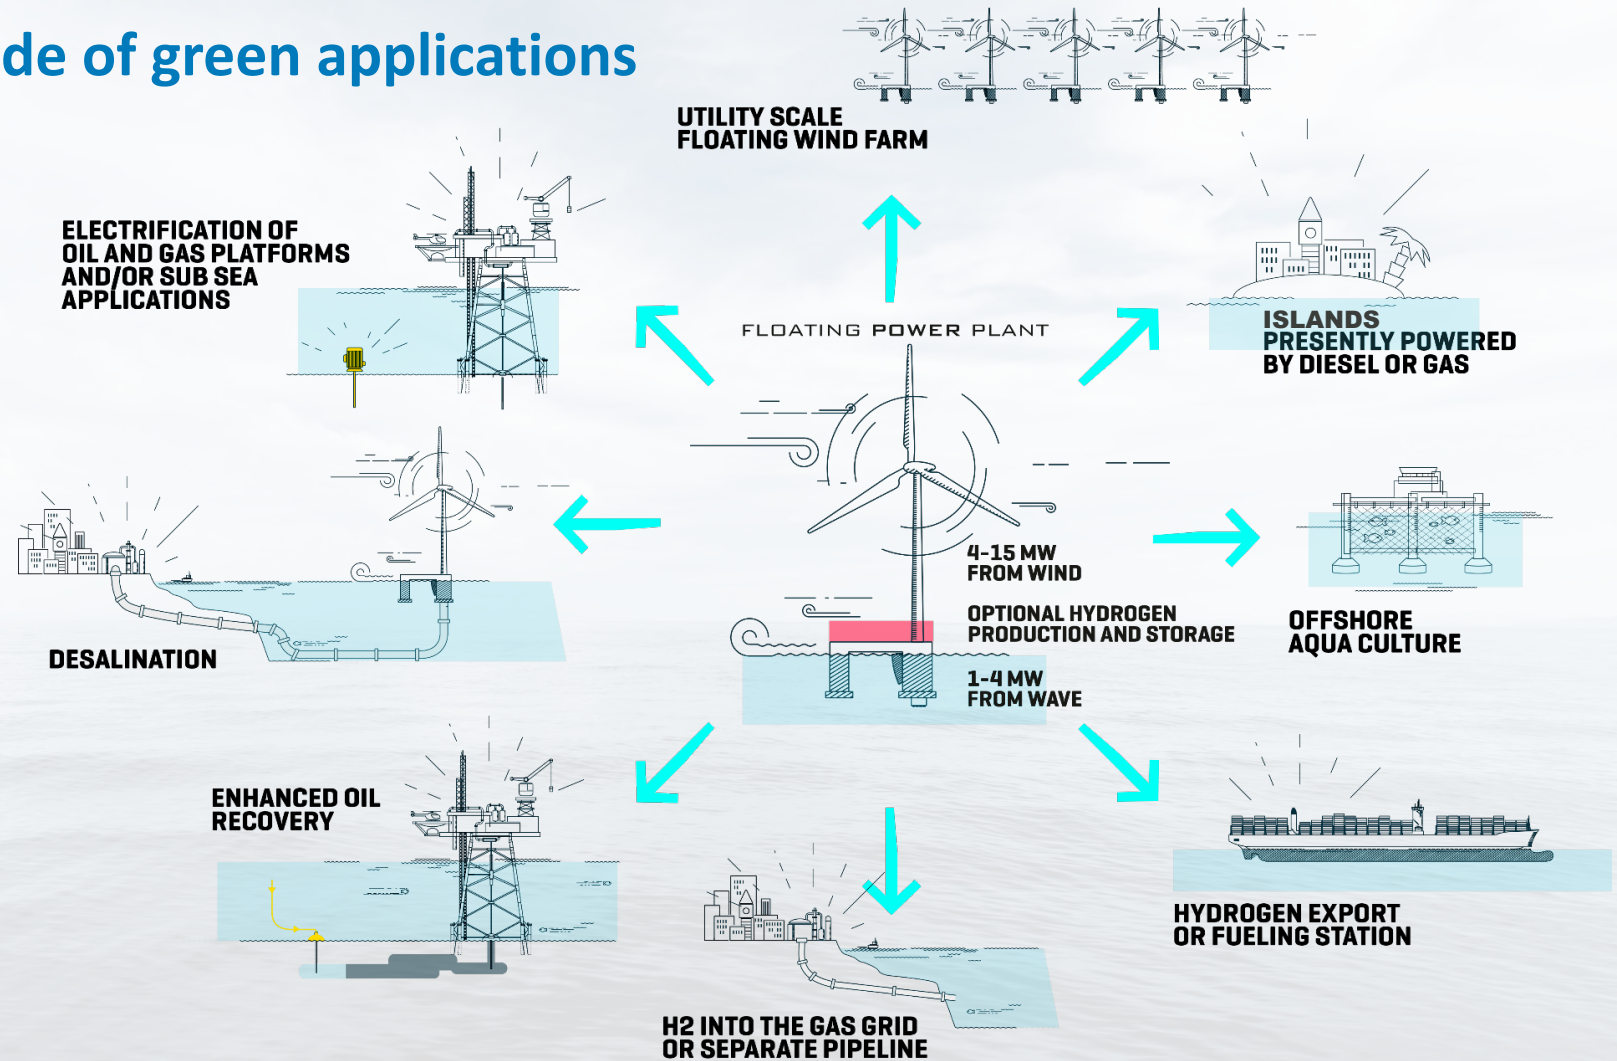 de of green applications
UTILITY SCALE
FLOATING WIND FARM
ELECTRIFICATION OF
OIL AND GAS PLATFORMS
AND/OR SUB SEA
APPLICATIONS
ISLANDS
PRESENTLY POWERED
BY DIESEL OR GAS
FLOATING POWER PLANT
4-15 MW
FROM WIND
OPTIONAL HYDROGEN
PRODUCTION AND STORAGE
1-4 MW
FROM WAVE
OFFSHORE
AQUA CULTURE
DESALINATION
ENHANCED OIL
RECOVERY
HYDROGEN EXPORT
OR FUELING STATION
H2 INTO THE GAS GRID
OR SEPARATE PIPELINE